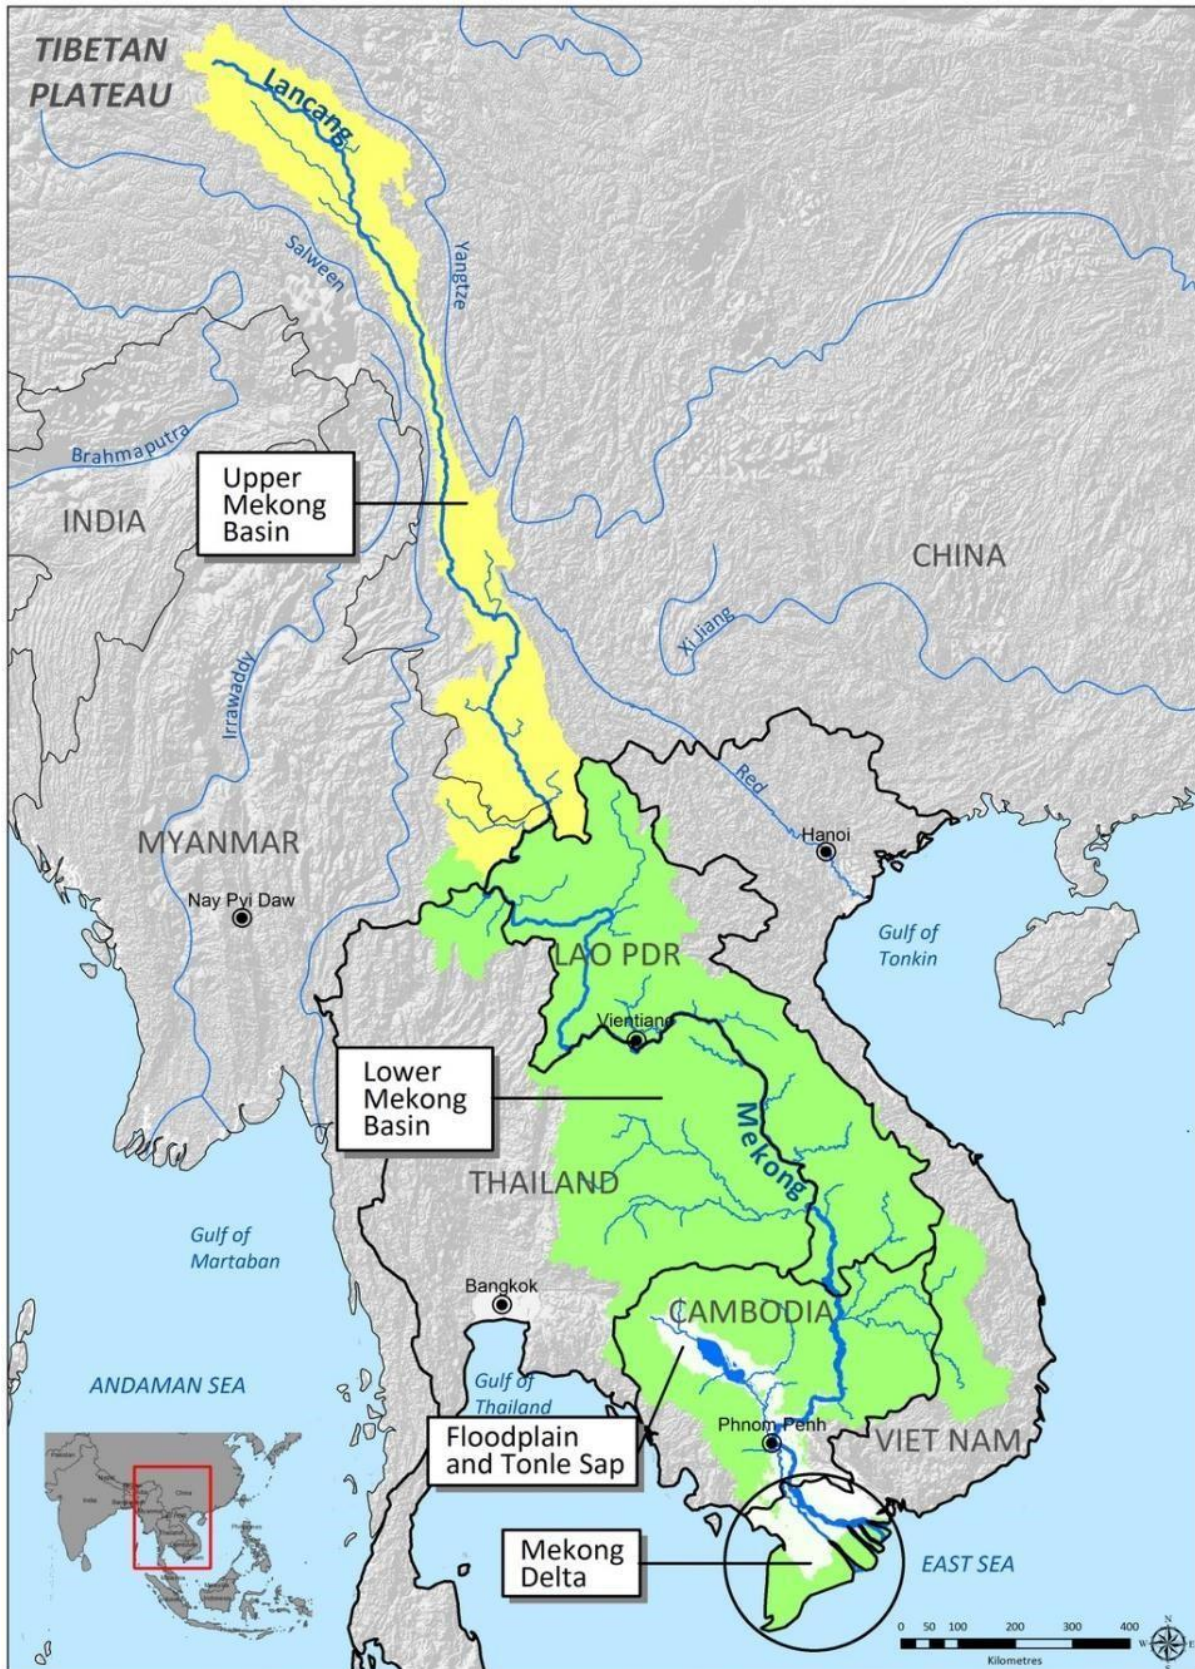 TIBETAN
PLATEAU
Lancang
Salween
Yangtze
Brahmaputra
Upper
Mekong
Basin
INDIA
CHINA
Xi Jiang
Irrawaddy
Red
Hanoi
MYANMAR
Nay Pyi Daw
Gulf of
Tonkin
LAO PDR
Vientiane
Lower
Mekong
Basin
Mekong
THAILAND
Gulf of
Martaban
Bangkok
CAMBODIA
ANDAMAN SEA
Gulf of
Thailand
Phnom Penh
VIET NAM
Floodplain
and Tonle Sap
Mekong
Delta
EAST SEA
India
China
0 50 100 200 300 400
Kilometres
N
W
E
S